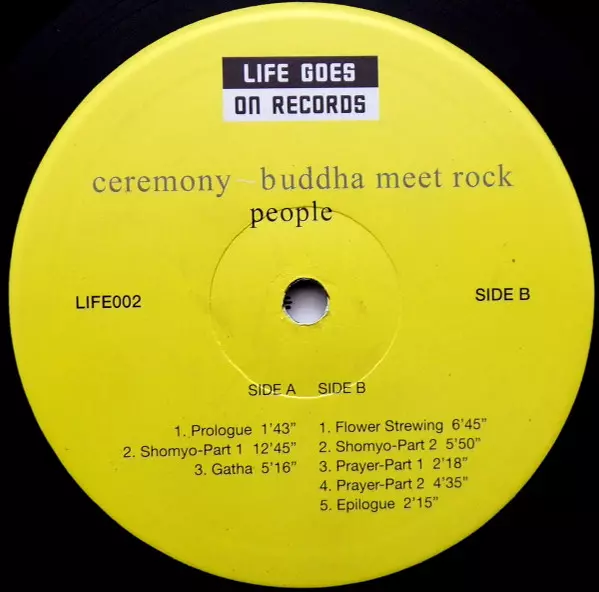 LIFE GOES
ON RECORDS
ceremony~buddha meet rock
people
LIFE002
SIDE B
SIDE A SIDE B
1. Prologue 1'43”
2. Shomyo-Part 1 12'45”
3. Gatha 5'16”
1. Flower Strewing 6'45”
2. Shomyo-Part 2 5'50”
3. Prayer-Part 1 2'18”
4. Prayer-Part 2 4'35”
5. Epilogue 2'15”